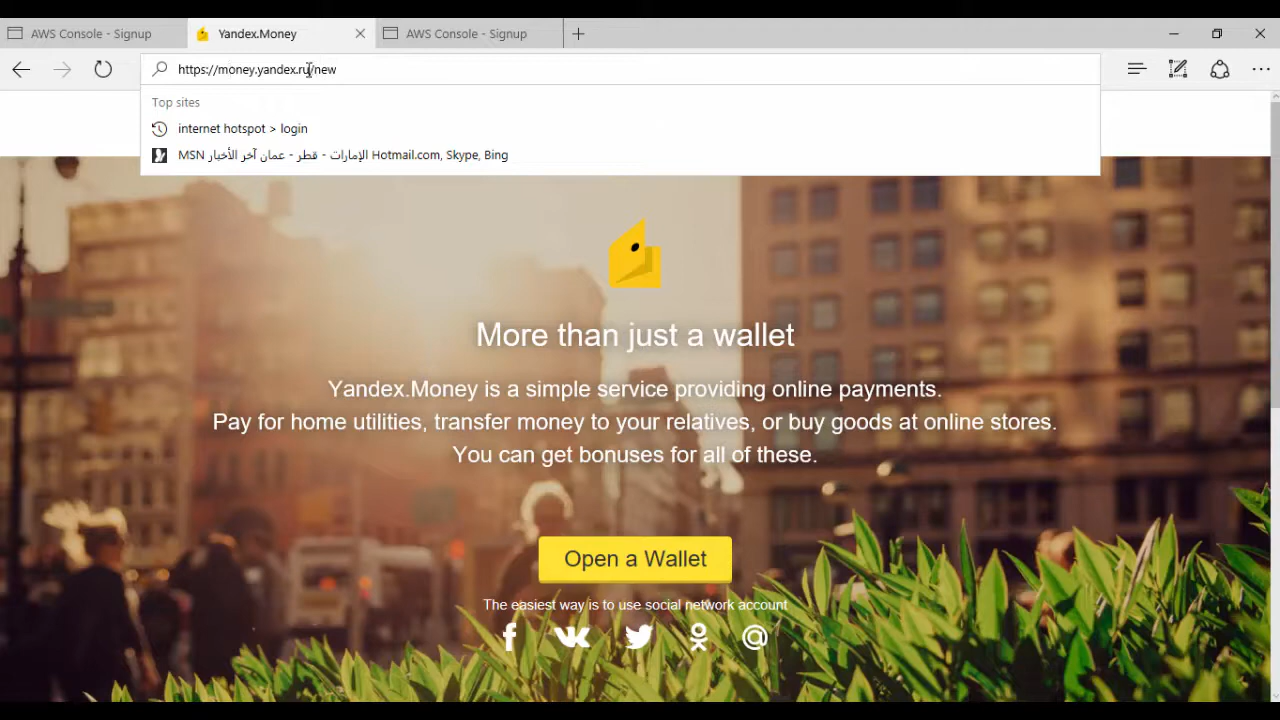 AWS Console - Signup
Yandex.Money
AWS Console - Signup
https://money.yandex.ru/new
Top sites
internet hotspot > login
MSN الإمارات - قطر - عمان آخر الأخبار Hotmail.com, Skype, Bing
More than just a wallet
Yandex.Money is a simple service providing online payments.
Pay for home utilities, transfer money to your relatives, or buy goods at online stores.
You can get bonuses for all of these.
Open a Wallet
The easiest way is to use social network account